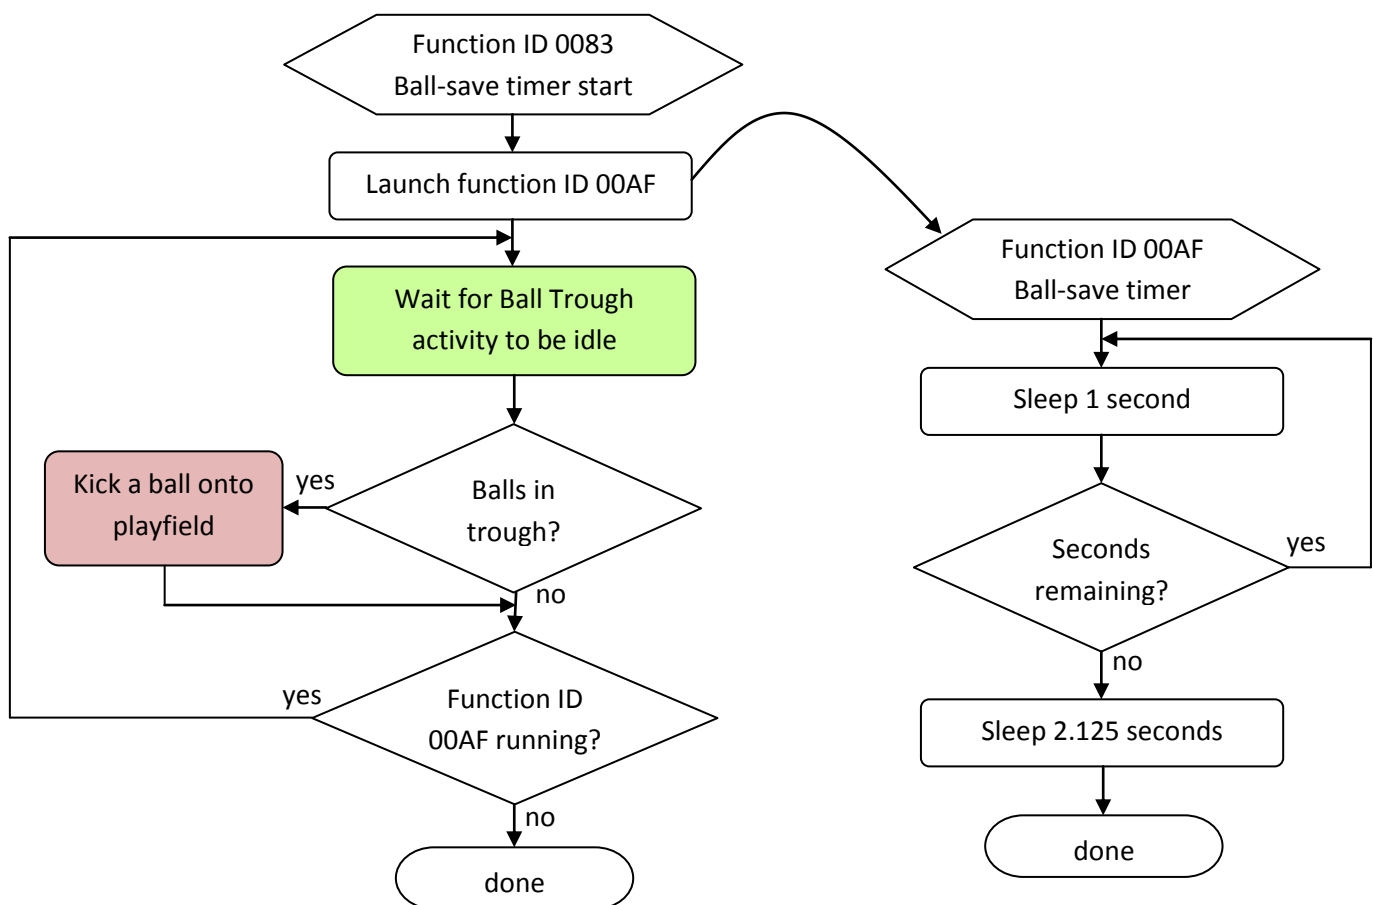 Function ID 0083
Ball-save timer start
Launch function ID 00AF
Wait for Ball Trough
activity to be idle
Balls in
trough?
yes
Kick a ball onto
playfield
no
Function ID
00AF running?
yes
no
done
Function ID 00AF
Ball-save timer
Sleep 1 second
Seconds
remaining?
yes
no
Sleep 2.125 seconds
done